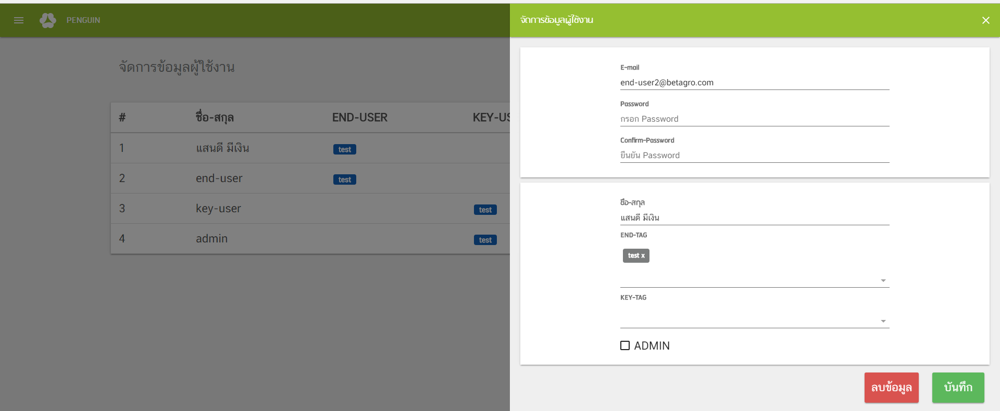 PENGUIN
จัดการข้อมูลผู้ใช้งาน
# ชื่อ-สกุล END-USER
1 แสนดี มีเงิน test
2 end-user test
3 key-user test
4 admin test
จัดการข้อมูลผู้ใช้งาน
E-mail
end-user2@betagro.com
Password
กรอก Password
Confirm-Password
ยืนยัน Password
ชื่อ-สกุล
แสนดี มีเงิน
END-TAG
test x
KEY-TAG
ADMIN
ลบข้อมูล บันทึก